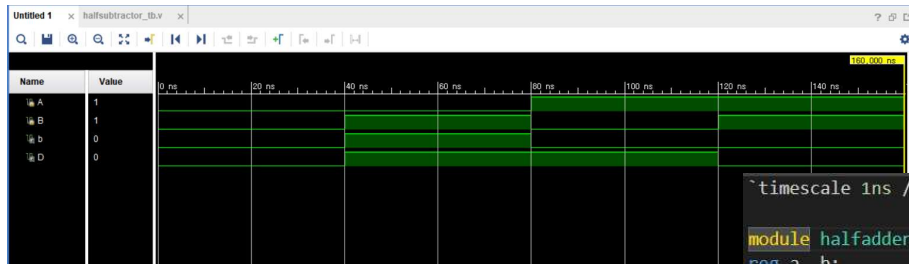 Untitled 1 × halfsubtractor_tb.v ×
160.000 ns
Name Value
0 ns 20 ns 40 ns 60 ns 80 ns 100 ns 120 ns 140 ns
A 1
B 1
b 0
D 0
`timescale 1ns /
module halfadder
reg a, b;